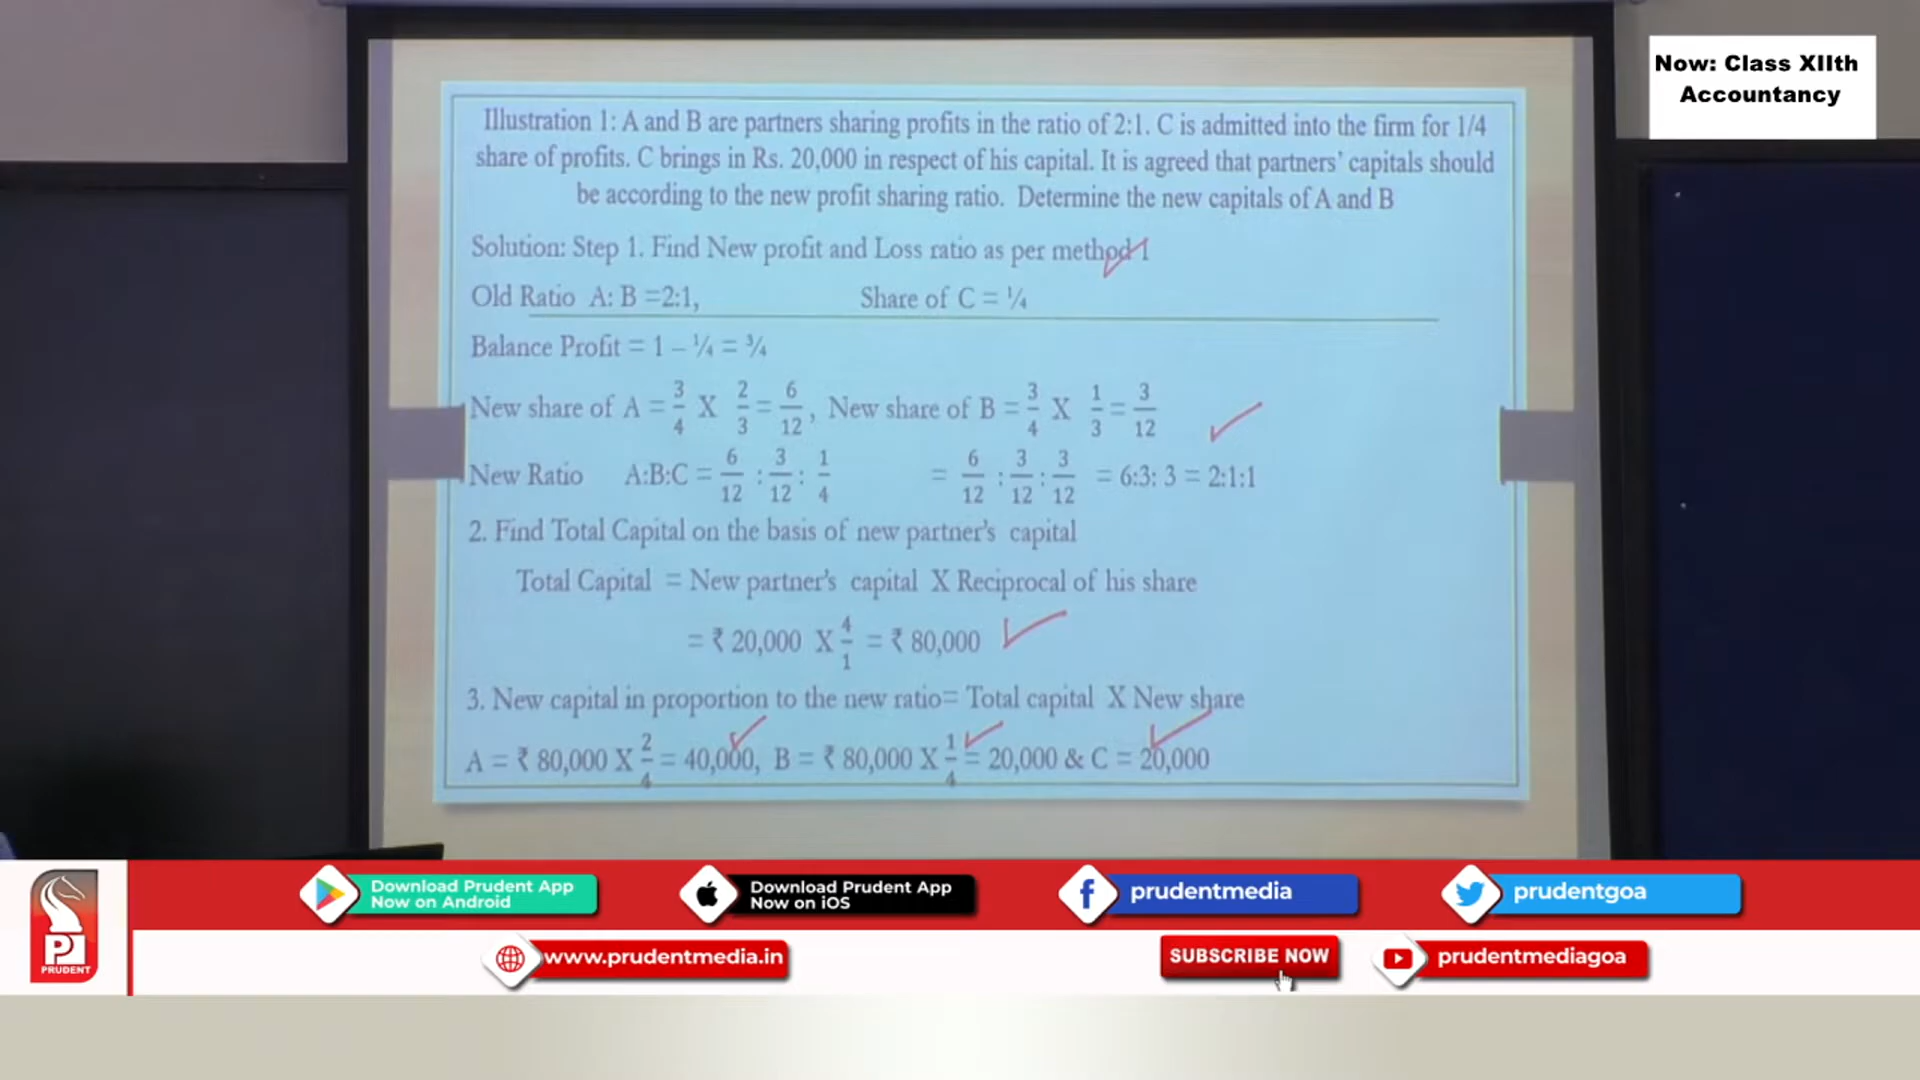 Now: Class XIIth
Accountancy
Illustration 1: A and B are partners sharing profits in the ratio of 2:1. C is admitted into the firm for 1/4
share of profits. C brings in Rs. 20,000 in respect of his capital. It is agreed that partners' capitals should
be according to the new profit sharing ratio. Determine the new capitals of A and B
Solution: Step 1. Find New profit and Loss ratio as per method 1
Old Ratio A: B =2:1, Share of C = ¼
Balance Profit = 1 – ¼ = ¾
New share of A = 3/4 X 2/3 = 6/12, New share of B = 3/4 X 1/3 = 3/12
New Ratio A:B:C = 6/12 : 3/12 : 1/4 = 6/12 : 3/12 : 3/12 = 6:3: 3 = 2:1:1
2. Find Total Capital on the basis of new partner's capital
Total Capital = New partner's capital X Reciprocal of his share
= ₹ 20,000 X 4/1 = ₹ 80,000
3. New capital in proportion to the new ratio= Total capital X New share
A = ₹ 80,000 X 2/4 = 40,000, B = ₹ 80,000 X 1/4 = 20,000 & C = 20,000
Download Prudent App
Now on Android
Download Prudent App
Now on iOS
prudentmedia
prudentgoa
PRUDENT
www.prudentmedia.in
SUBSCRIBE NOW
prudentmediagoa